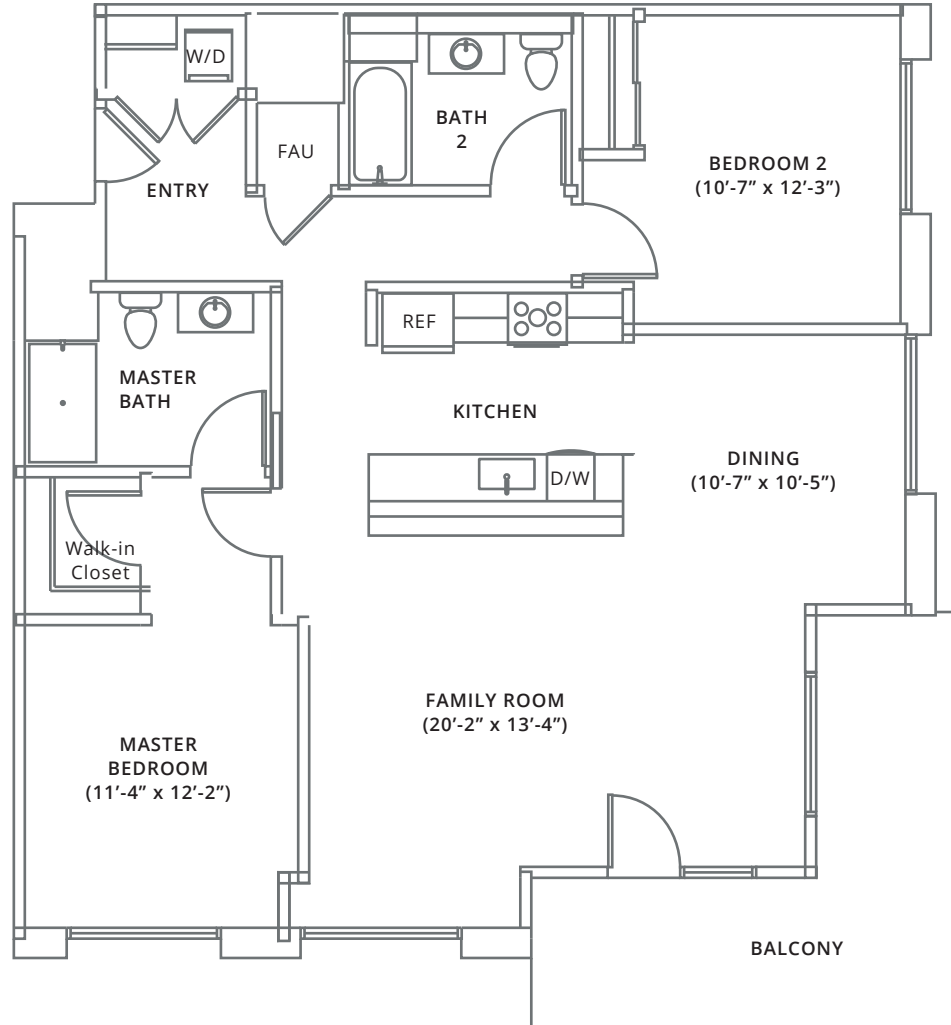 W/D
BATH
2
FAU
BEDROOM 2
(10’-7” x 12’-3”)
ENTRY
REF
MASTER
BATH
KITCHEN
DINING
(10’-7” x 10’-5”)
D/W
Walk-in
Closet
FAMILY ROOM
(20’-2” x 13’-4”)
MASTER
BEDROOM
(11’-4” x 12’-2”)
BALCONY